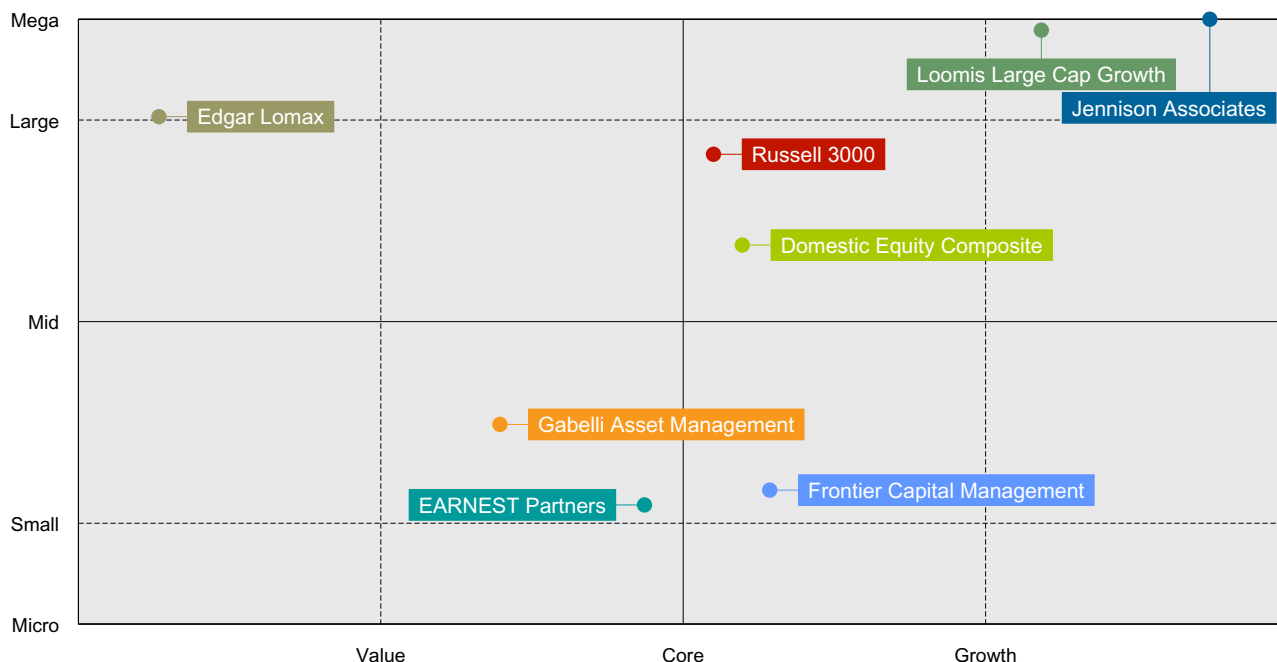 Mega
Loomis Large Cap Growth
Jennison Associates
Edgar Lomax
Large
Russell 3000
Domestic Equity Composite
Mid
Gabelli Asset Management
Frontier Capital Management
EARNEST Partners
Small
Micro
Value Core Growth